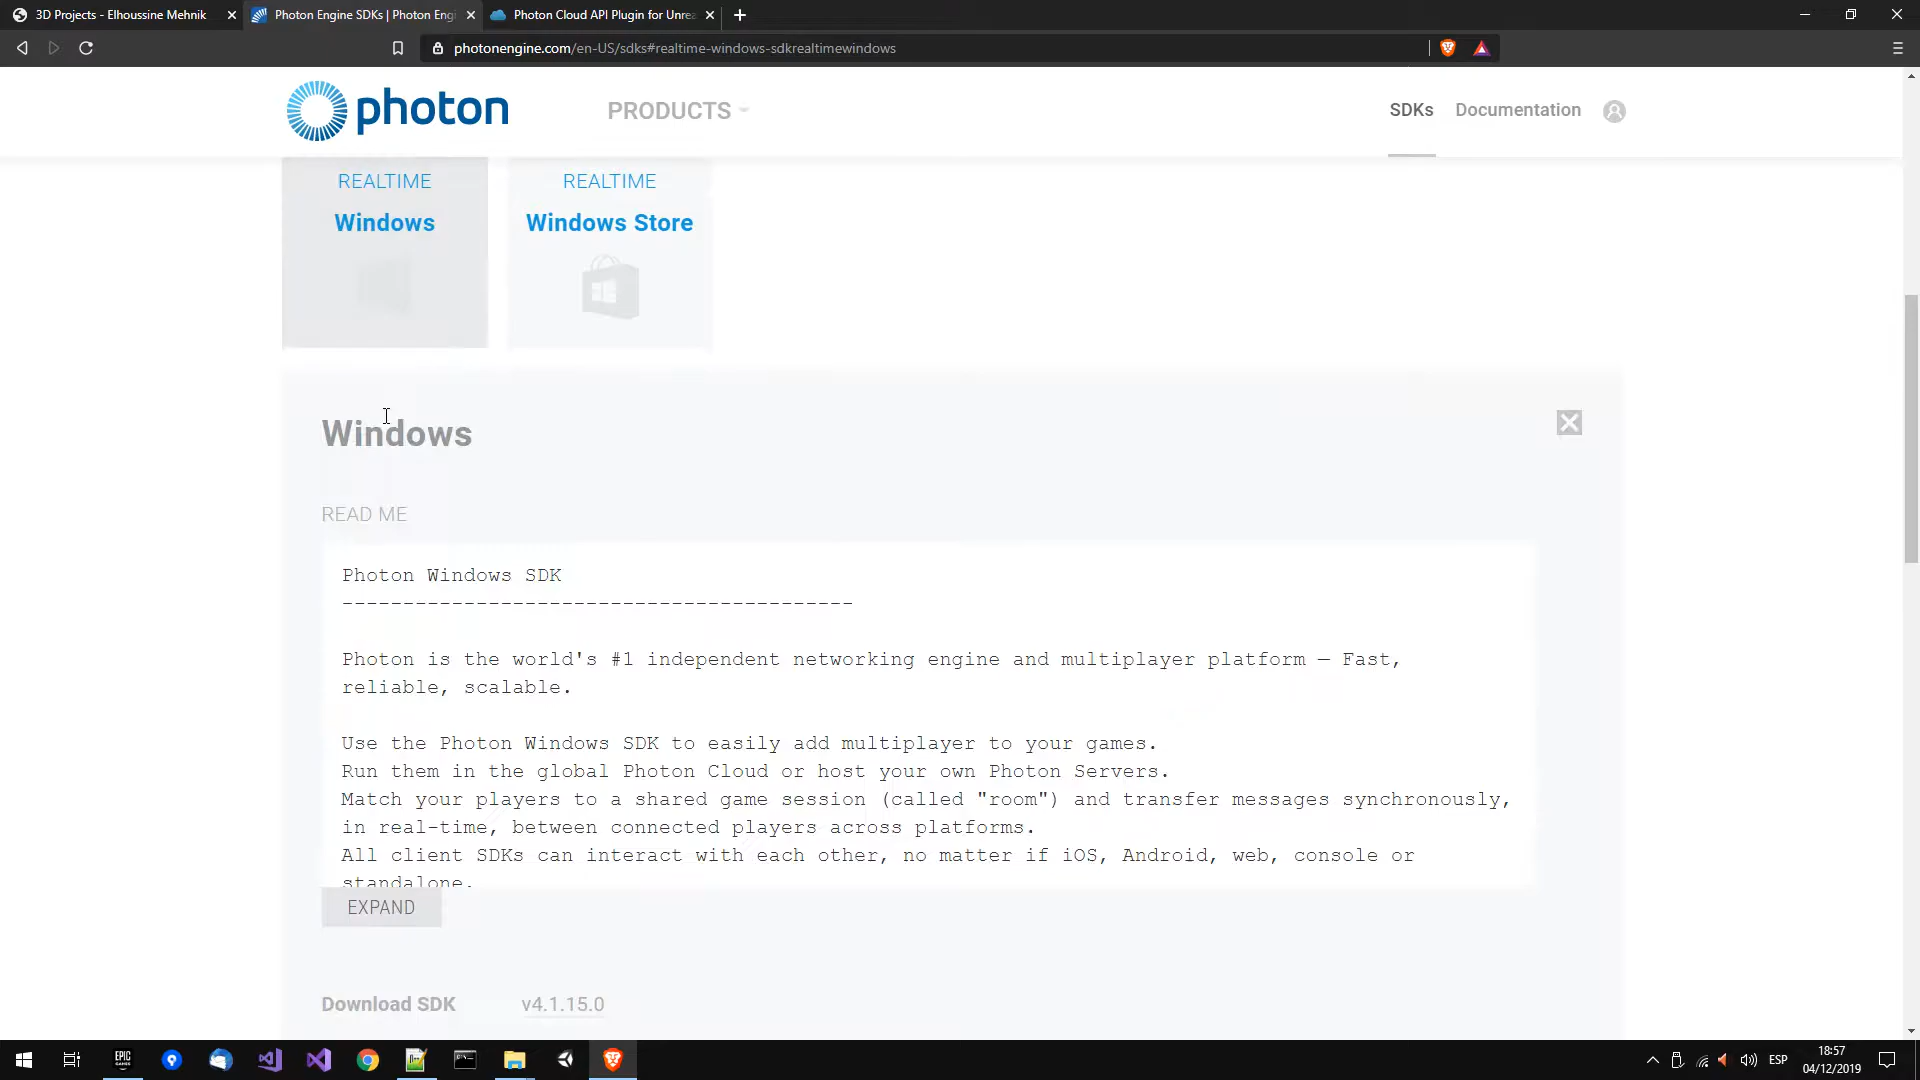 3D Projects - Elhoussine Mehnik
Photon Engine SDKs | Photon Engi
Photon Cloud API Plugin for Unrea
photonengine.com/en-US/sdks#realtime-windows-sdkrealtimewindows
photon
PRODUCTS
SDKs
Documentation
REALTIME
Windows
REALTIME
Windows Store
Windows
READ ME
Photon Windows SDK
------------------------------------------
Photon is the world's #1 independent networking engine and multiplayer platform — Fast,
reliable, scalable.
Use the Photon Windows SDK to easily add multiplayer to your games.
Run them in the global Photon Cloud or host your own Photon Servers.
Match your players to a shared game session (called "room") and transfer messages synchronously,
in real-time, between connected players across platforms.
All client SDKs can interact with each other, no matter if iOS, Android, web, console or
standalone.
EXPAND
Download SDK
v4.1.15.0
EPIC
GAMES
ESP
18:57
04/12/2019